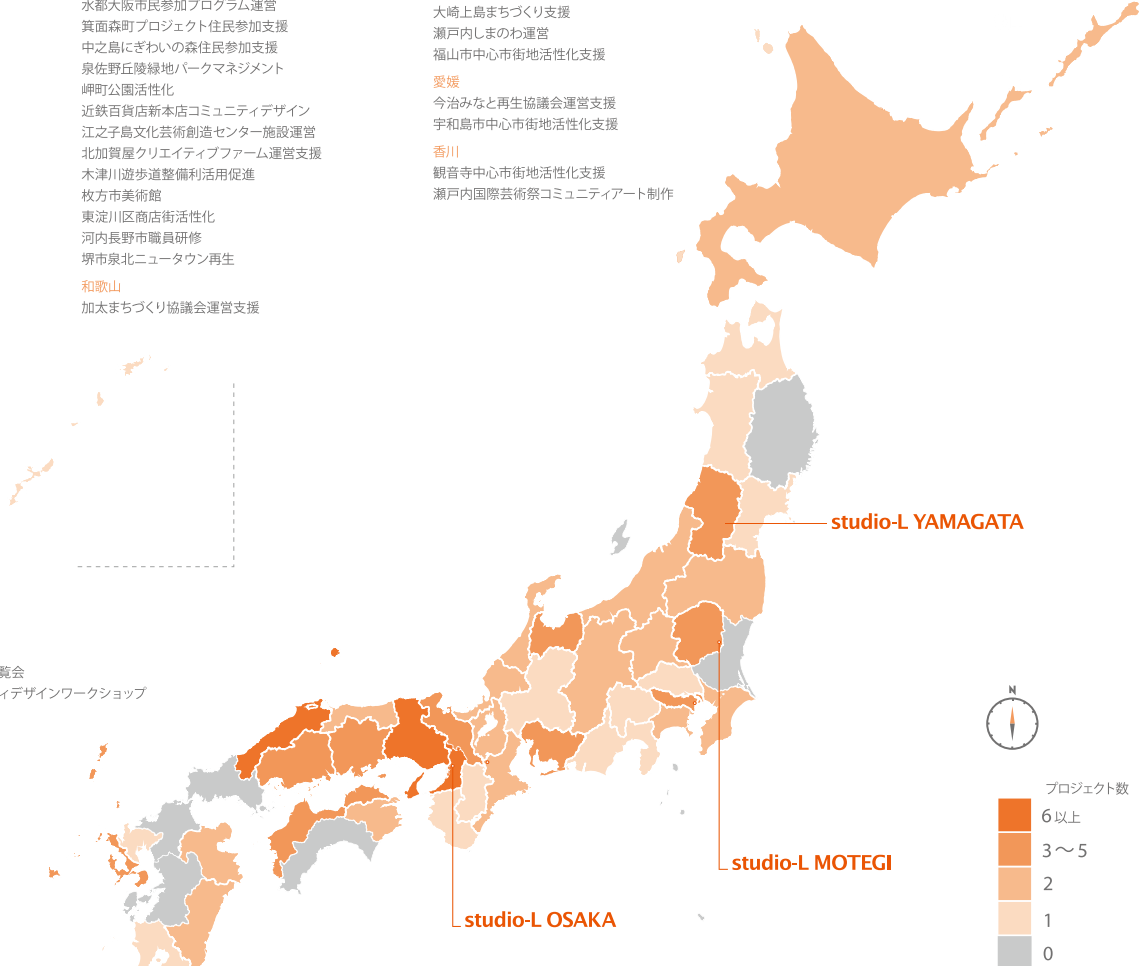 水都大阪市民参加プログラム運営
箕面森町プロジェクト住民参加支援
中之島にぎわいの森住民参加支援
泉佐野丘陵緑地パークマネジメント
岬町公園活性化
近鉄百貨店新本店コミュニティデザイン
江之子島文化芸術創造センター施設運営
北加賀屋クリエイティブファーム運営支援
木津川遊歩道整備利活用促進
枚方市美術館
東淀川区商店街活性化
河内長野市職員研修
堺市泉北ニュータウン再生
和歌山
加太まちづくり協議会運営支援
大崎上島まちづくり支援
瀬戸内しまのわ運営
福山市中心市街地活性化支援
愛媛
今治みなと再生協議会運営支援
宇和島市中心市街地活性化支援
香川
観音寺中心市街地活性化支援
瀬戸内国際芸術祭コミュニティアート制作
studio-L YAMAGATA
覧会
ィデザインワークショップ
N
プロジェクト数
6以上
3〜5
2
1
0
studio-L MOTEGI
studio-L OSAKA